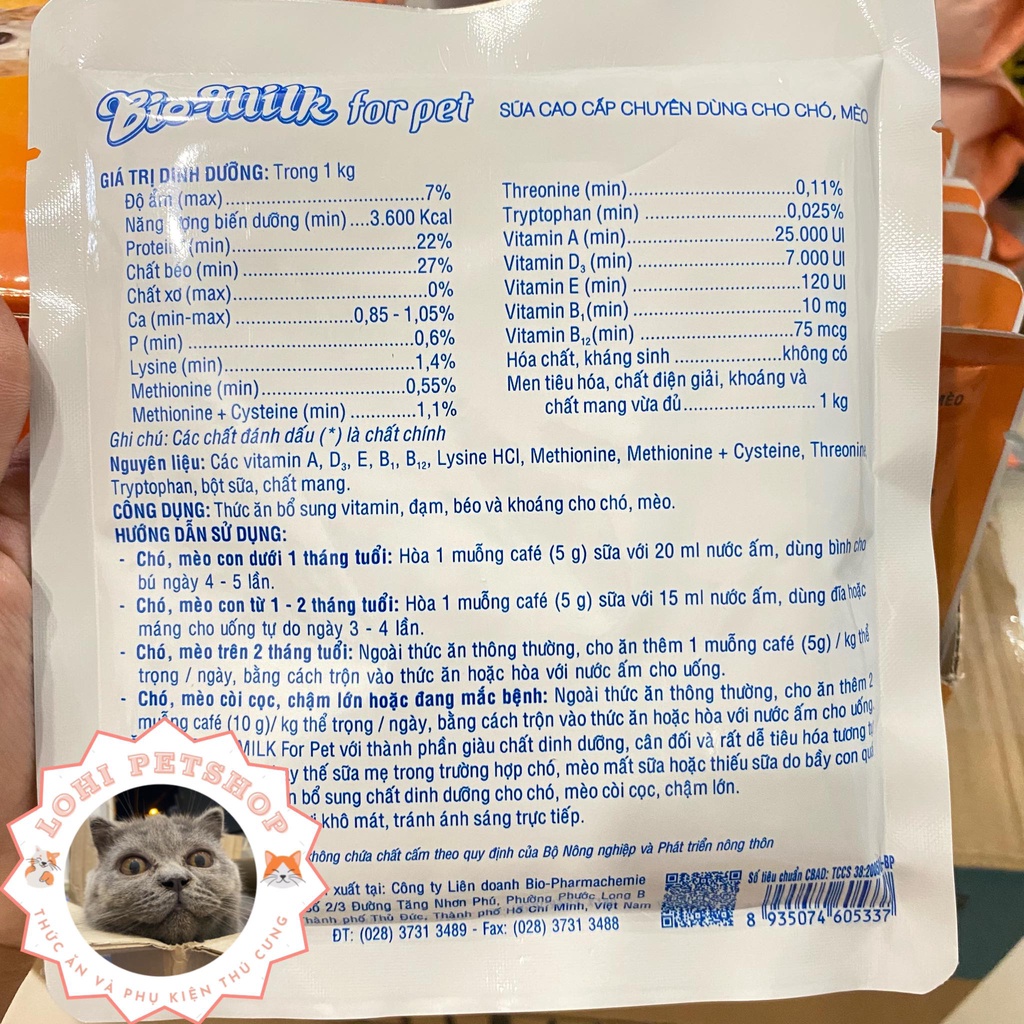 Bio-Milk for pet SỮA CAO CẤP CHUYÊN DÙNG CHO CHÓ, MÈO
GIÁ TRỊ DINH DƯỠNG: Trong 1 kg
Độ ẩm (max)....................................7%
Năng ượng biến dưỡng (min)....3.600 Kcal
Protein (min)..............................22%
Chất béo (min)............................27%
Chất xơ (max)..............................0%
Ca (min-max)...................0,85 - 1,05%
P (min)....................................0,6%
Lysine (min)..............................1,4%
Methionine (min).......................0,55%
Methionine + Cysteine (min)............1,1%
Threonine (min).........................0,11%
Tryptophan (min)......................0,025%
Vitamin A (min).......................25.000 UI
Vitamin D3 (min)......................7.000 UI
Vitamin E (min).........................120 UI
Vitamin B1 (min).........................10 mg
Vitamin B12 (min).......................75 mcg
Hóa chất, kháng sinh................không có
Men tiêu hóa, chất điện giải, khoáng và
chất mang vừa đủ.........................1 kg
Ghi chú: Các chất đánh dấu (*) là chất chính
Nguyên liệu: Các vitamin A, D3, E, B1, B12, Lysine HCl, Methionine, Methionine + Cysteine, Threonine
Tryptophan, bột sữa, chất mang.
CÔNG DỤNG: Thức ăn bổ sung vitamin, đạm, béo và khoáng cho chó, mèo.
HƯỚNG DẪN SỬ DỤNG:
- Chó, mèo con dưới 1 tháng tuổi: Hòa 1 muỗng café (5 g) sữa với 20 ml nước ấm, dùng bình cho
bú ngày 4 - 5 lần.
- Chó, mèo con từ 1 - 2 tháng tuổi: Hòa 1 muỗng café (5 g) sữa với 15 ml nước ấm, dùng đĩa hoặc
máng cho uống tự do ngày 3 - 4 lần.
- Chó, mèo trên 2 tháng tuổi: Ngoài thức ăn thông thường, cho ăn thêm 1 muỗng café (5g) / kg thể
trọng / ngày, bằng cách trộn vào thức ăn hoặc hòa với nước ấm cho uống.
- Chó, mèo còi cọc, chậm lớn hoặc đang mắc bệnh: Ngoài thức ăn thông thường, cho ăn thêm 2
muỗng café (10 g)/ kg thể trọng / ngày, bằng cách trộn vào thức ăn hoặc hòa với nước ấm cho uống.
MILK For Pet với thành phần giàu chất dinh dưỡng, cân đối và rất dễ tiêu hóa tương
thế sữa mẹ trong trường hợp chó, mèo mất sữa hoặc thiếu sữa do bầy con
bổ sung chất dinh dưỡng cho chó, mèo còi cọc, chậm lớn.
khô mát, tránh ánh sáng trực tiếp.
không chứa chất cấm theo quy định của Bộ Nông nghiệp và Phát triển nông thôn
xuất tại: Công ty Liên doanh Bio-Pharmachemie
Số 2/3 Đường Tăng Nhơn Phú, Phường Phước Long B
thành phố Thủ Đức, Thành phố Hồ Chí Minh, Việt Nam
ĐT: (028) 3731 3489 - Fax: (028) 3731 3488
Số tiêu chuẩn CBAD: TCCS
8 935074 605337
LOHI PETSHOP
THỨC ĂN VÀ PHỤ KIỆN THÚ CƯNG
MÈO